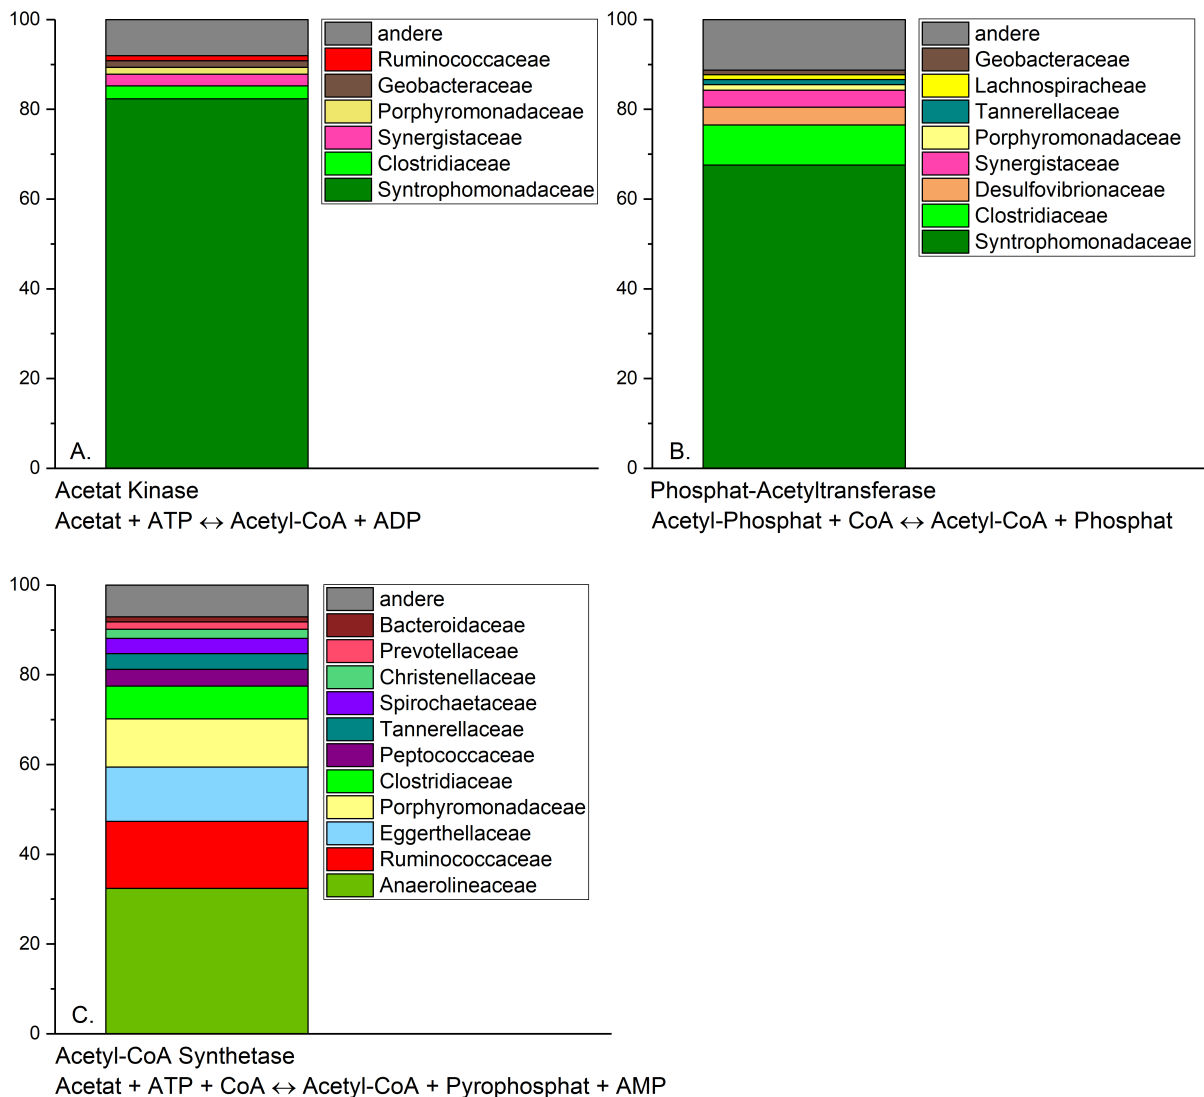 100
80
60
40
20
0
A.
andere
Ruminococcaceae
Geobacteraceae
Porphyromonadaceae
Synergistaceae
Clostridiaceae
Syntrophomonadaceae
Acetat Kinase
Acetat + ATP ↔ Acetyl-CoA + ADP
100
80
60
40
20
0
B.
andere
Geobacteraceae
Lachnospiracheae
Tannerellaceae
Porphyromonadaceae
Synergistaceae
Desulfovibrionaceae
Clostridiaceae
Syntrophomonadaceae
Phosphat-Acetyltransferase
Acetyl-Phosphat + CoA ↔ Acetyl-CoA + Phosphat
100
80
60
40
20
0
C.
andere
Bacteroidaceae
Prevotellaceae
Christenellaceae
Spirochaetaceae
Tannerellaceae
Peptococcaceae
Clostridiaceae
Porphyromonadaceae
Eggerthellaceae
Ruminococcaceae
Anaerolineaceae
Acetyl-CoA Synthetase
Acetat + ATP + CoA ↔ Acetyl-CoA + Pyrophosphat + AMP